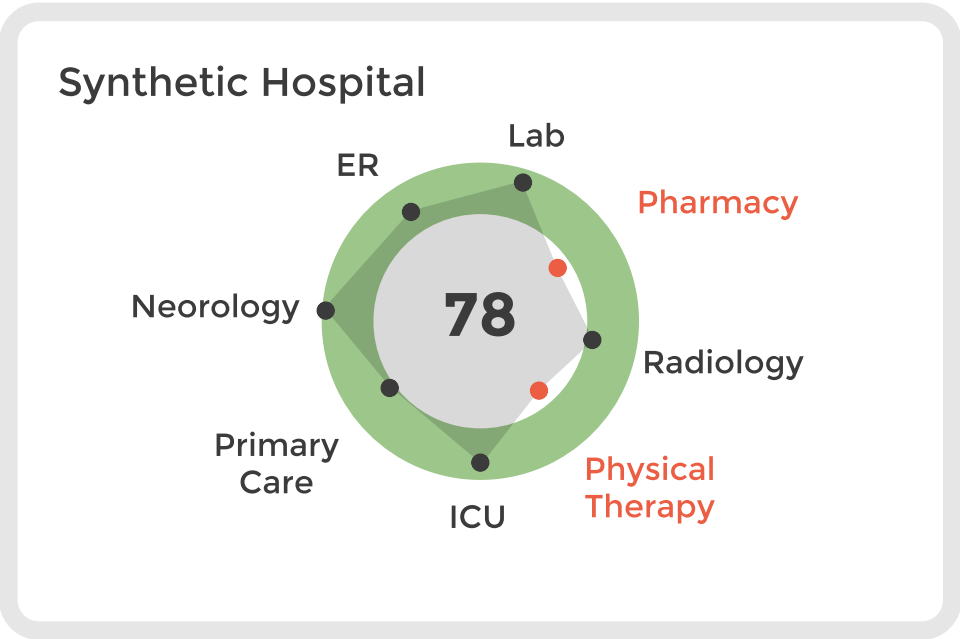 Synthetic Hospital
Lab
ER
Pharmacy
Neorology
78
Radiology
Primary
Care
Physical
Therapy
ICU